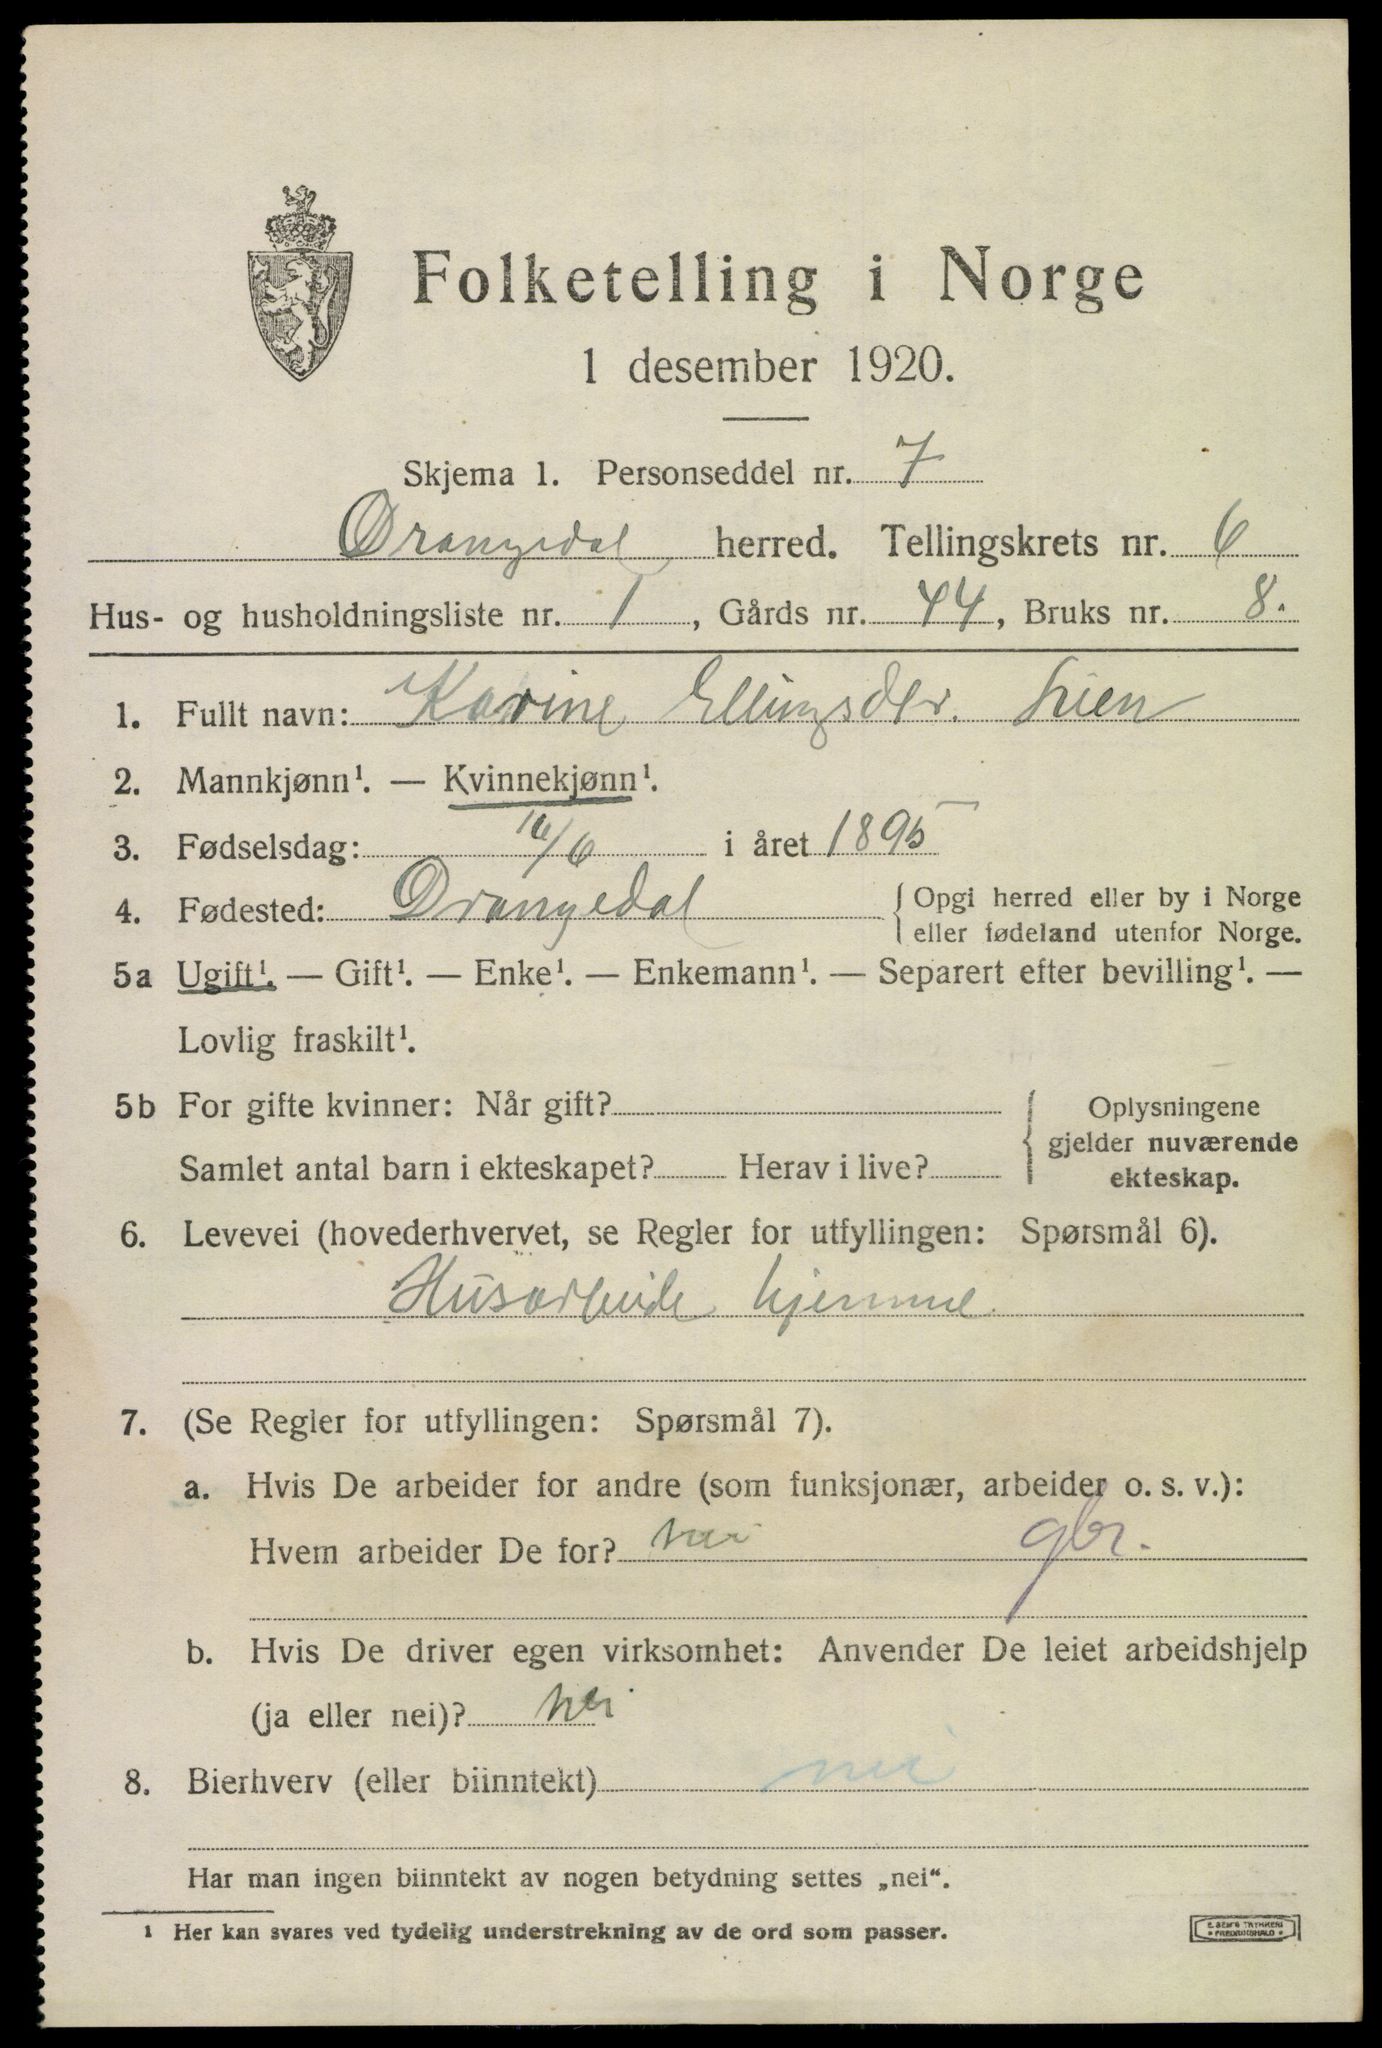 Folketelling i Norge
1 desember 1920.
Skjema 1. Personseddel nr. 7
Drangedal herred. Tellingskrets nr. 6
Hus- og husholdningsliste nr. 1, Gårds nr. 44, Bruks nr. 8.
1. Fullt navn: Karine Ellingsdtr. Lien
2. Mannkjønn¹. — Kvinnekjønn¹.
3. Fødselsdag: 16/6 i året 1895
4. Fødested: Drangedal
{ Opgi herred eller by i Norge
eller fødeland utenfor Norge.
5a Ugift¹. — Gift¹. — Enke¹. — Enkemann¹. — Separert efter bevilling¹. —
Lovlig fraskilt¹.
5b For gifte kvinner: Når gift?
Samlet antal barn i ekteskapet? Herav i live?
{ Oplysningene
gjelder nuværende
ekteskap.
6. Levevei (hovederhvervet, se Regler for utfyllingen: Spørsmål 6).
Husarbeide hjemme.
7. (Se Regler for utfyllingen: Spørsmål 7).
a. Hvis De arbeider for andre (som funksjonær, arbeider o. s. v.):
Hvem arbeider De for? nei gbr.
b. Hvis De driver egen virksomhet: Anvender De leiet arbeidshjelp
(ja eller nei)? nei
8. Bierhverv (eller biinntekt) nei
Har man ingen biinntekt av nogen betydning settes „nei“.
¹ Her kan svares ved tydelig understrekning av de ord som passer.
E. SEMS TRYKKERI
* FREDRIKSHALD *